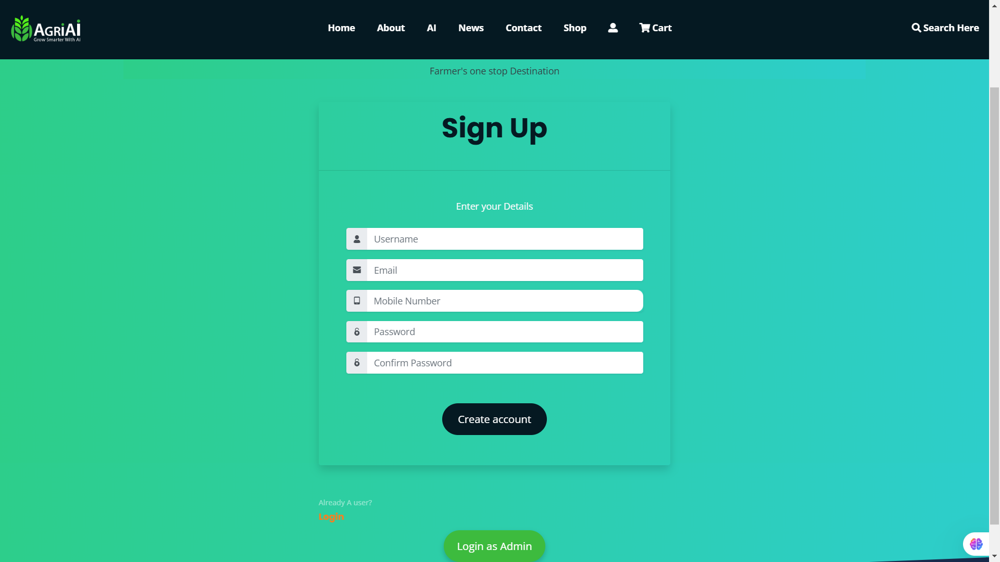 AgriAi
Grow Smarter With Ai
Home
About
AI
News
Contact
Shop
Cart
Search Here
Farmer's one stop Destination
Sign Up
Enter your Details
Username
Email
Mobile Number
Password
Confirm Password
Create account
Already A user?
Login
Login as Admin